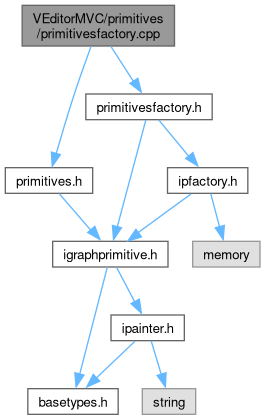 VEditorMVC/primitives
/primitivesfactory.cpp
primitivesfactory.h
primitives.h
ipfactory.h
igraphprimitive.h
memory
ipainter.h
basetypes.h
string